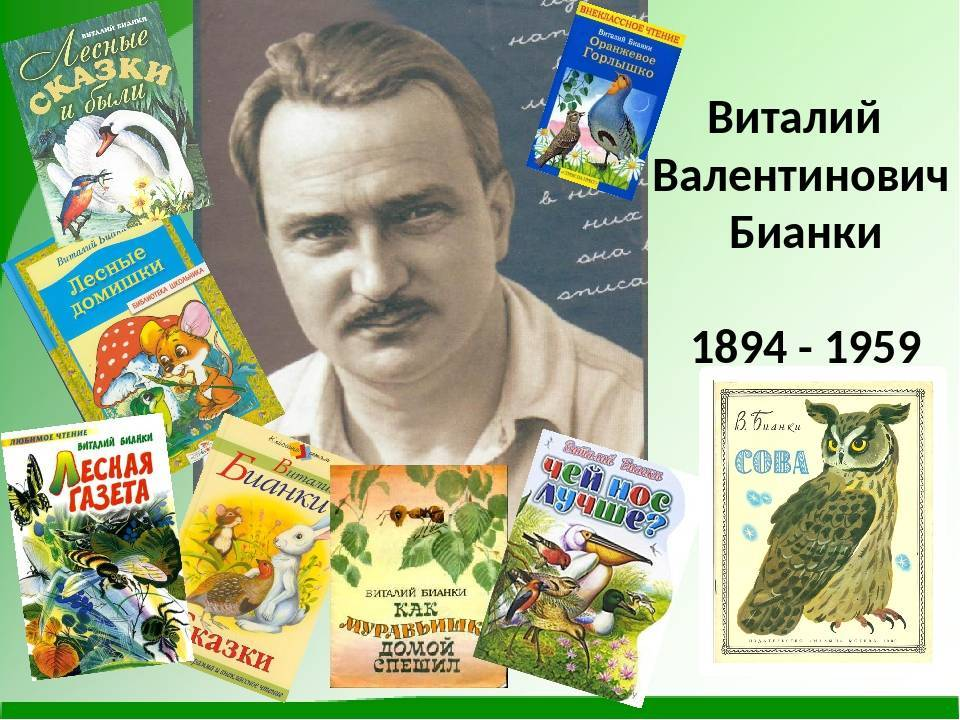 ВИТАЛИЙ БИАНКИ
Лесные
СКАЗКИ
и были
ВНЕКЛАССНОЕ ЧТЕНИЕ
Виталий Бианки
Оранжевое
Горлышко
Виталий
Валентинович
Бианки
1894 - 1959
Виталий Бианки
Лесные
домишки
БИБЛИОТЕКА ШКОЛЬНИКА
ЛЮБИМОЕ ЧТЕНИЕ
ВИТАЛИЙ БИАНКИ
ЛЕСНАЯ
ГАЗЕТА
Виталий
Бианки
Сказки
ВИТАЛИЙ БИАНКИ
КАК
МУРАВЬИШКА
ДОМОЙ
СПЕШИЛ
Виталий Бианки
ЧЕЙ НОС
ЛУЧШЕ?
В. Бианки
СОВА